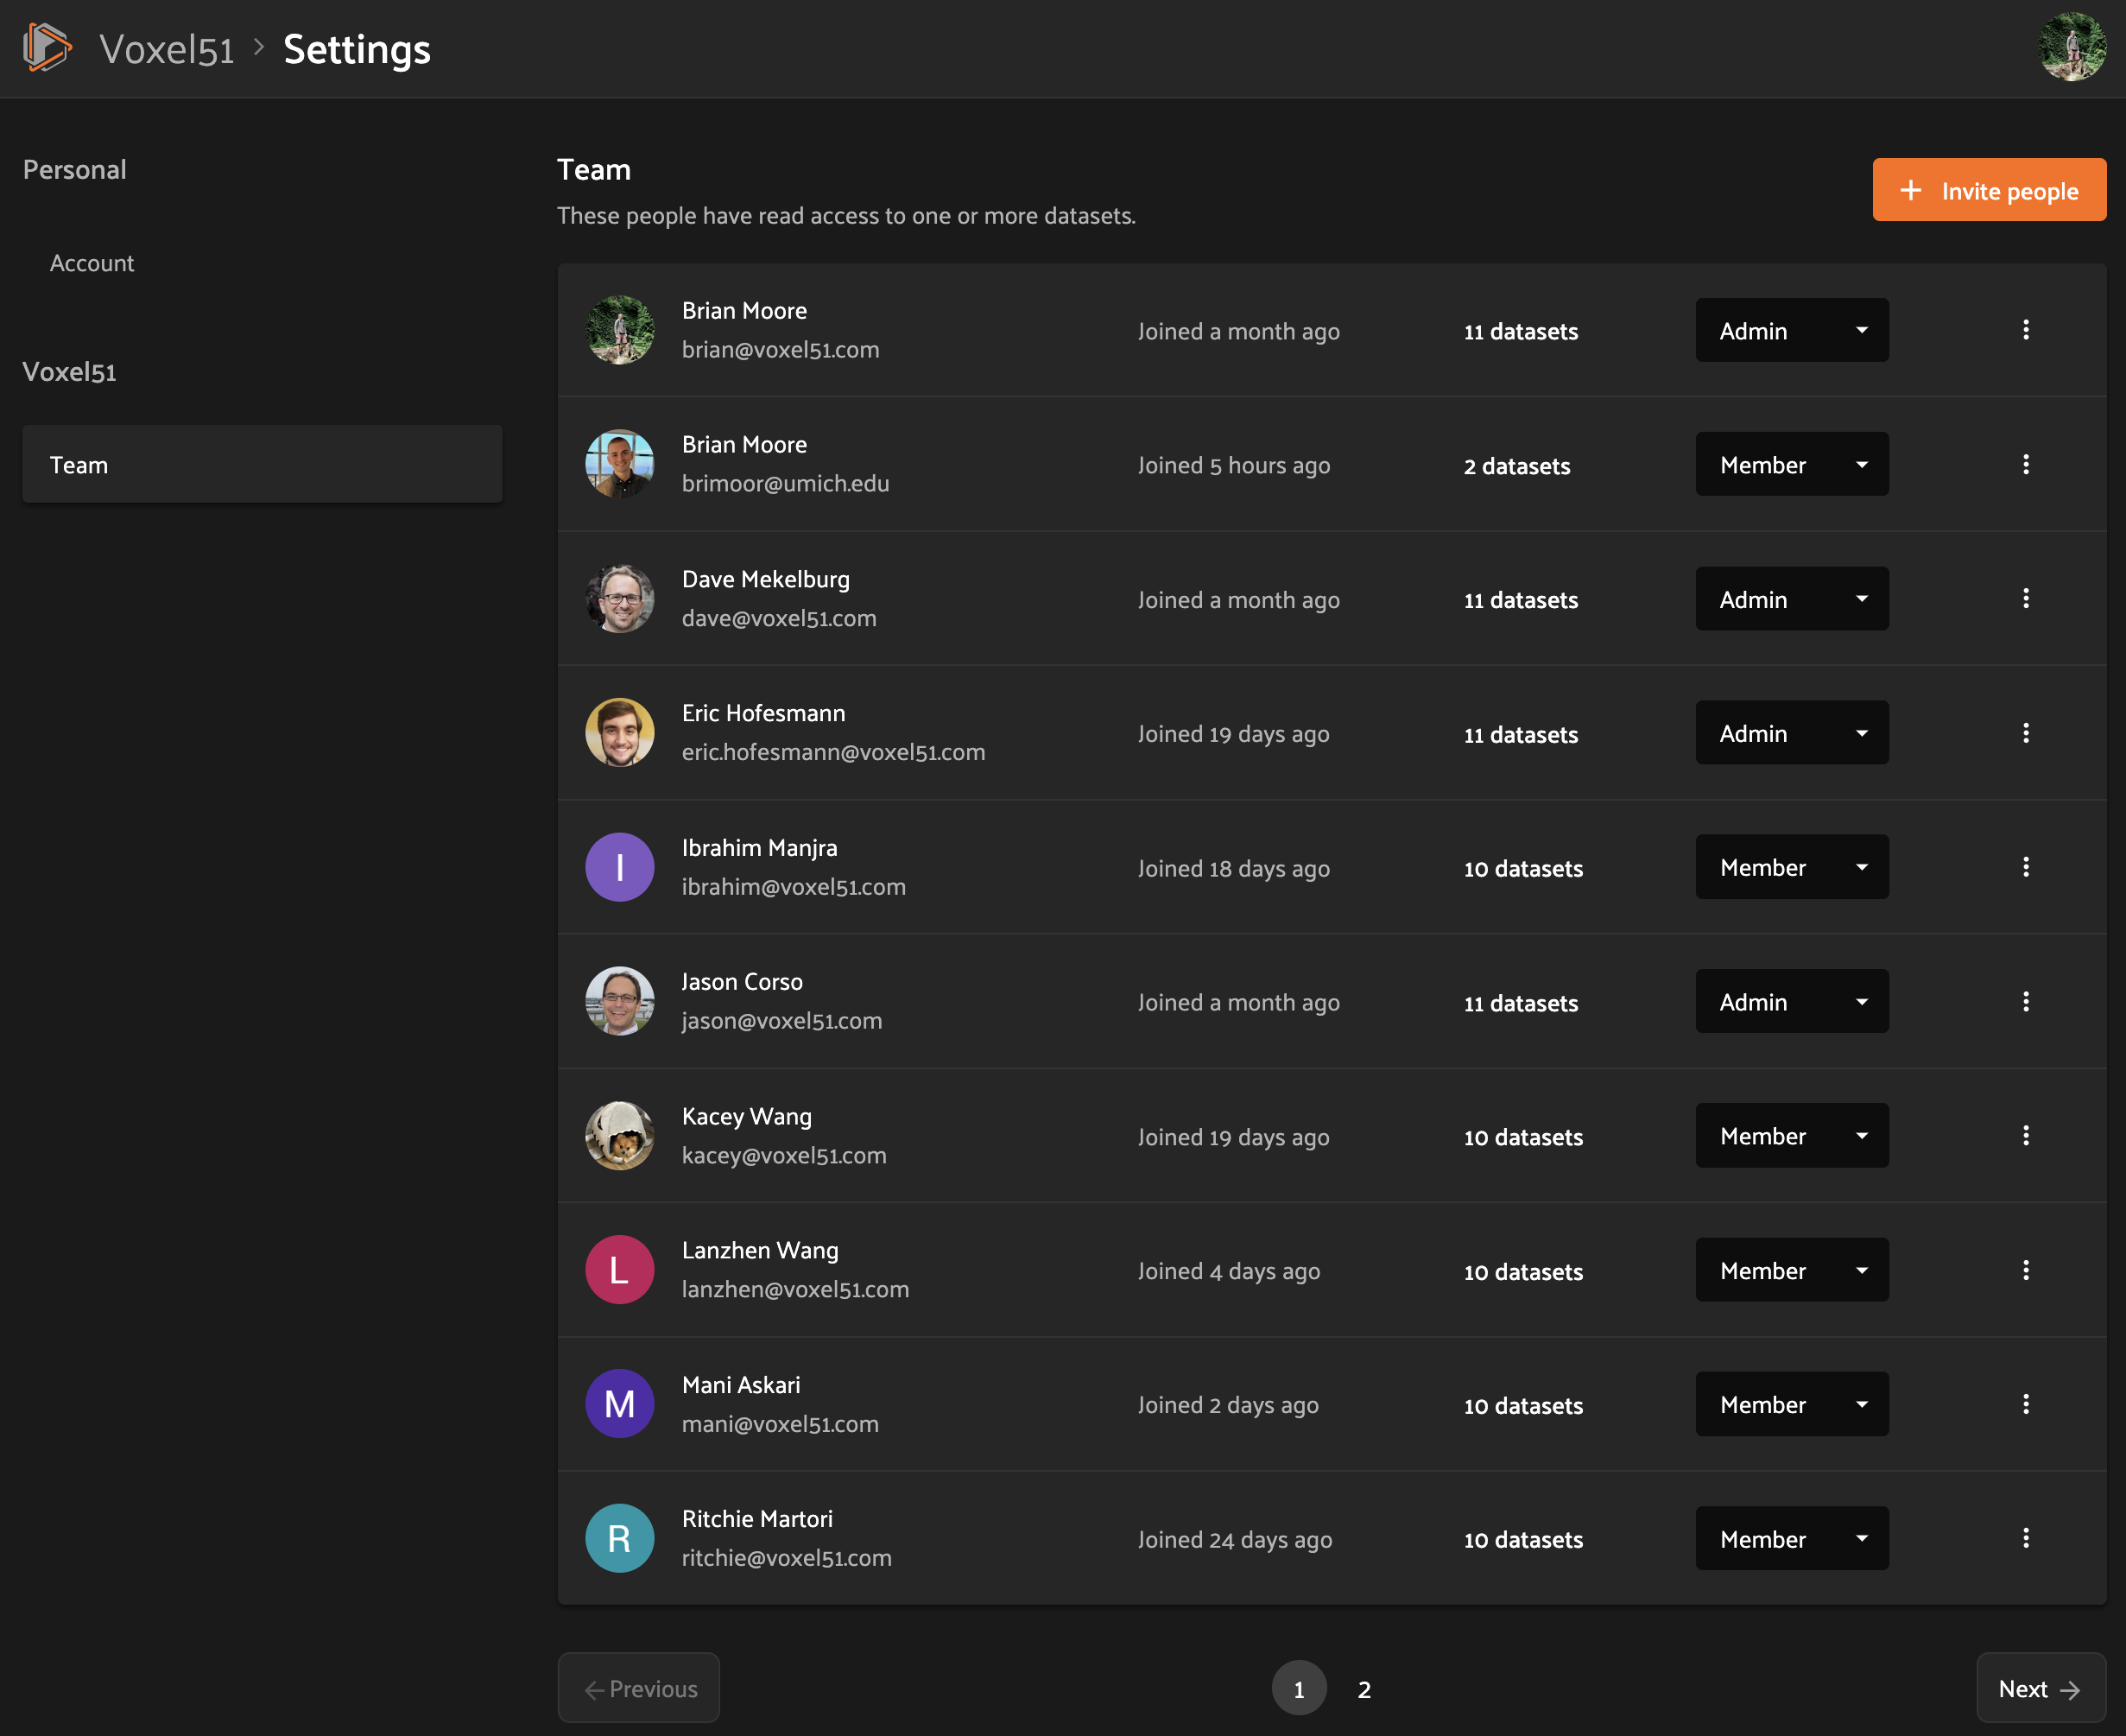 Voxel51 > Settings
Personal
Account
Voxel51
Team
Team
These people have read access to one or more datasets.
+ Invite people
Brian Moore
brian@voxel51.com
Joined a month ago
11 datasets
Admin
Brian Moore
brimoor@umich.edu
Joined 5 hours ago
2 datasets
Member
Dave Mekelburg
dave@voxel51.com
Joined a month ago
11 datasets
Admin
Eric Hofesmann
eric.hofesmann@voxel51.com
Joined 19 days ago
11 datasets
Admin
I
Ibrahim Manjra
ibrahim@voxel51.com
Joined 18 days ago
10 datasets
Member
Jason Corso
jason@voxel51.com
Joined a month ago
11 datasets
Admin
Kacey Wang
kacey@voxel51.com
Joined 19 days ago
10 datasets
Member
L
Lanzhen Wang
lanzhen@voxel51.com
Joined 4 days ago
10 datasets
Member
M
Mani Askari
mani@voxel51.com
Joined 2 days ago
10 datasets
Member
R
Ritchie Martori
ritchie@voxel51.com
Joined 24 days ago
10 datasets
Member
← Previous
1
2
Next →